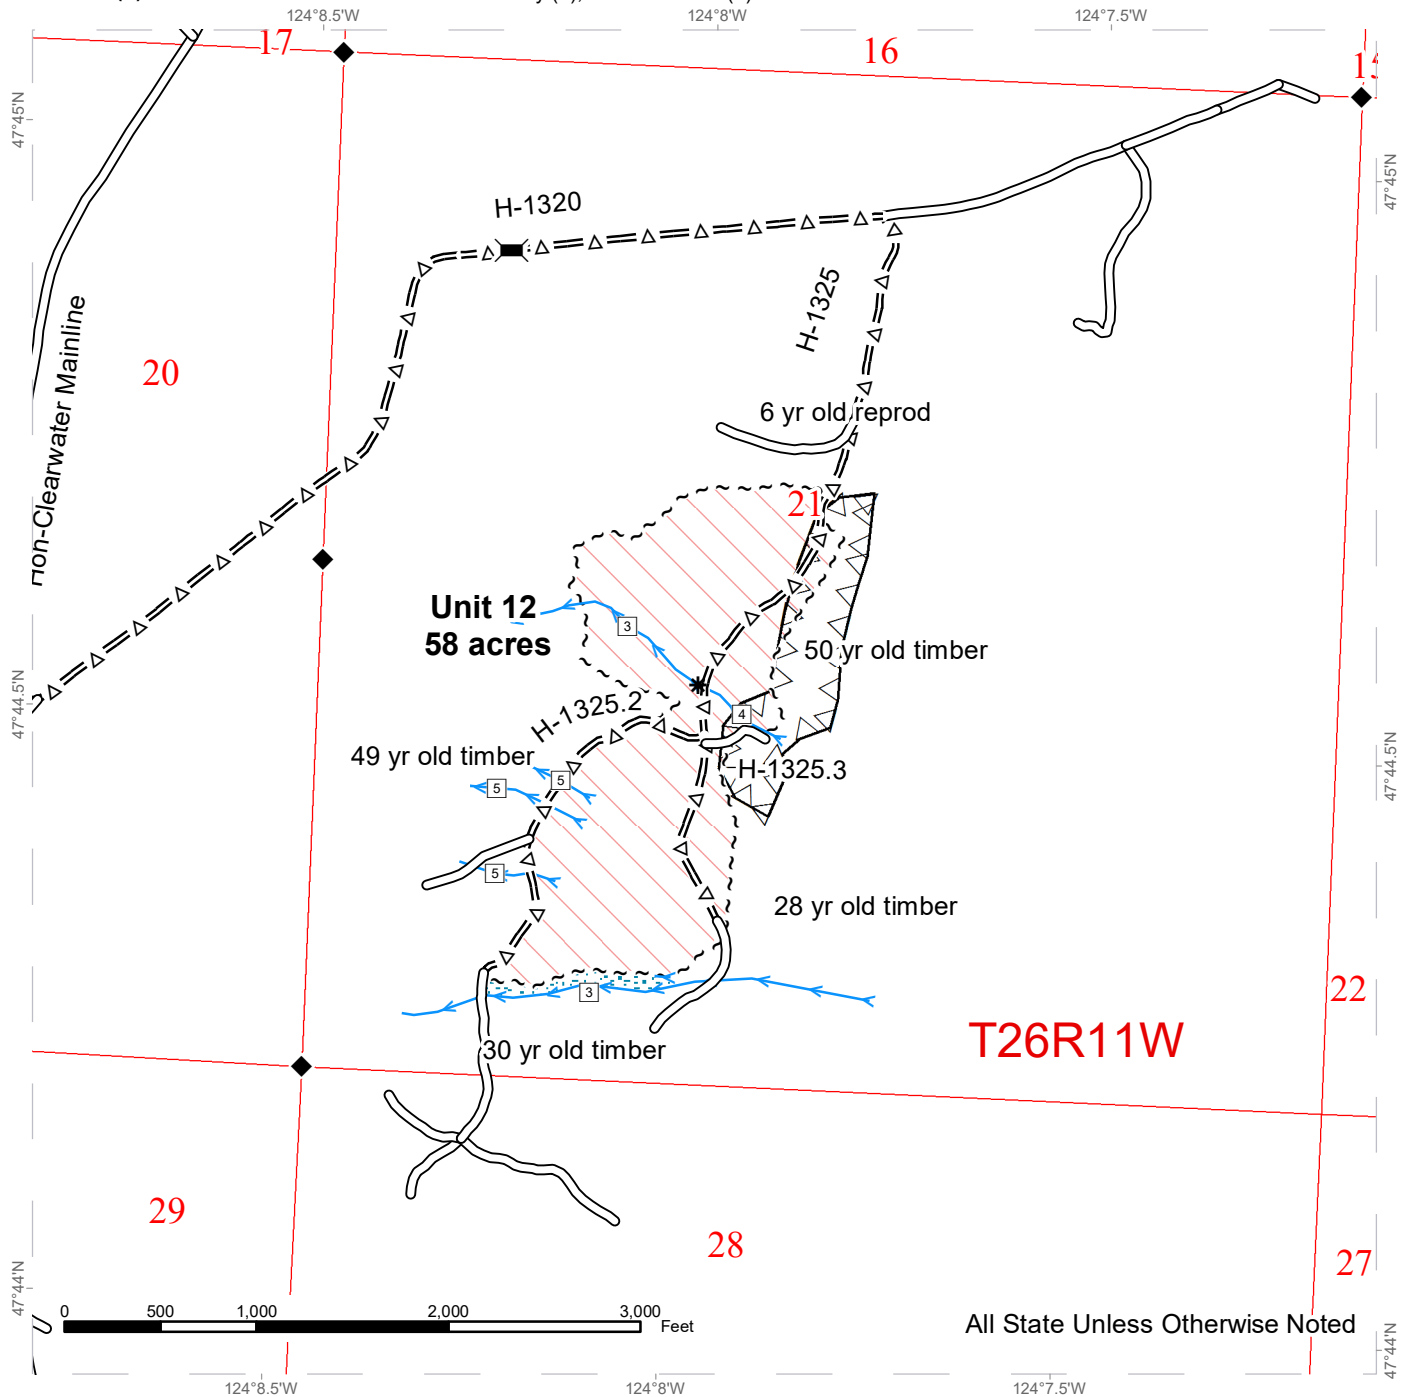 124°8.5'W
124°8'W
124°7.5'W
17
16
47°45'N
47°45'N
H-1320
H-1325
20
Hon-Clearwater Mainline
6 yr old reprod
21
Unit 12
58 acres
3
50 yr old timber
47°44.5'N
H-1325.2
4
47°44.5'N
49 yr old timber
H-1325.3
5
5
5
28 yr old timber
3
22
T26R11W
30 yr old timber
29
28
27
47°44'N
0 500 1,000 2,000 3,000
Feet
All State Unless Otherwise Noted
47°44'N
124°8.5'W
124°8'W
124°7.5'W